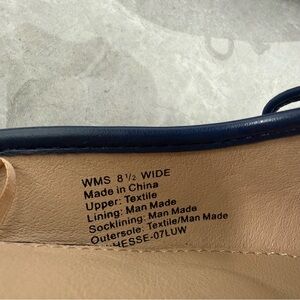 WMS 8½ WIDE
Made in China
Upper: Textile
Lining: Man Made
Socklining: Man Made
Outersole: Textile/Man Made
HESSE-07LUW